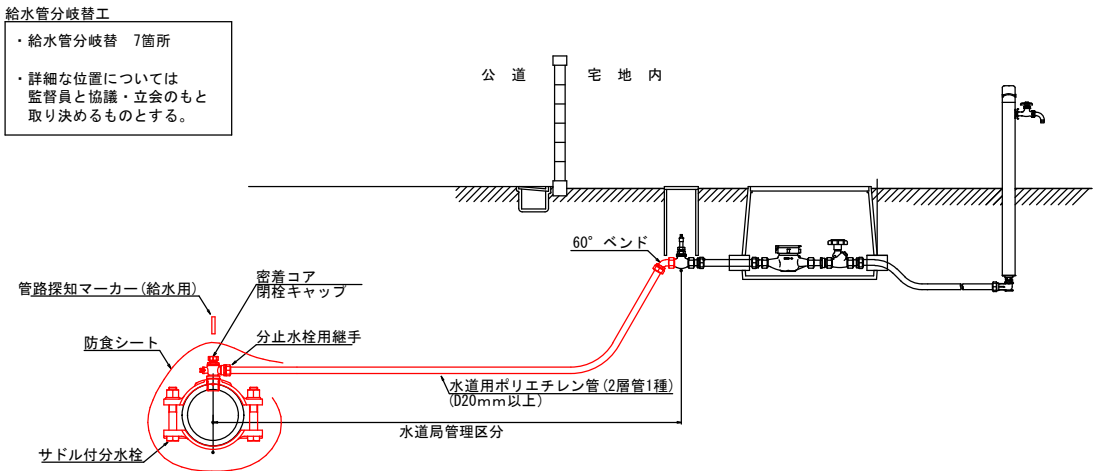 給水管分岐替工
・給水管分岐替 7箇所
・詳細な位置については
監督員と協議・立会のもと
取り決めるものとする。
公 道
宅 地 内
60°ベンド
密着コア
閉栓キャップ
管路探知マーカー(給水用)
分止水栓用継手
防食シート
水道用ポリエチレン管(2層管1種)
(D20mm以上)
水道局管理区分
サドル付分水栓